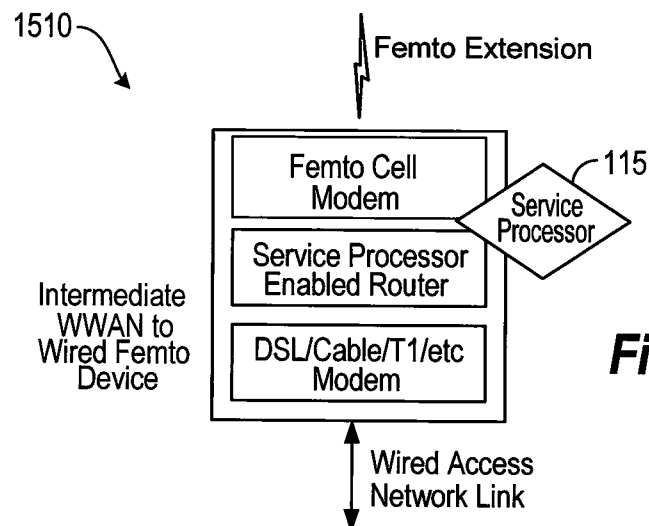 1510
Femto Extension
Femto Cell
Modem
115
Service
Processor
Service Processor
Enabled Router
Intermediate
WWAN to
Wired Femto
Device
DSL/Cable/T1/etc
Modem
Fi
Wired Access
Network Link